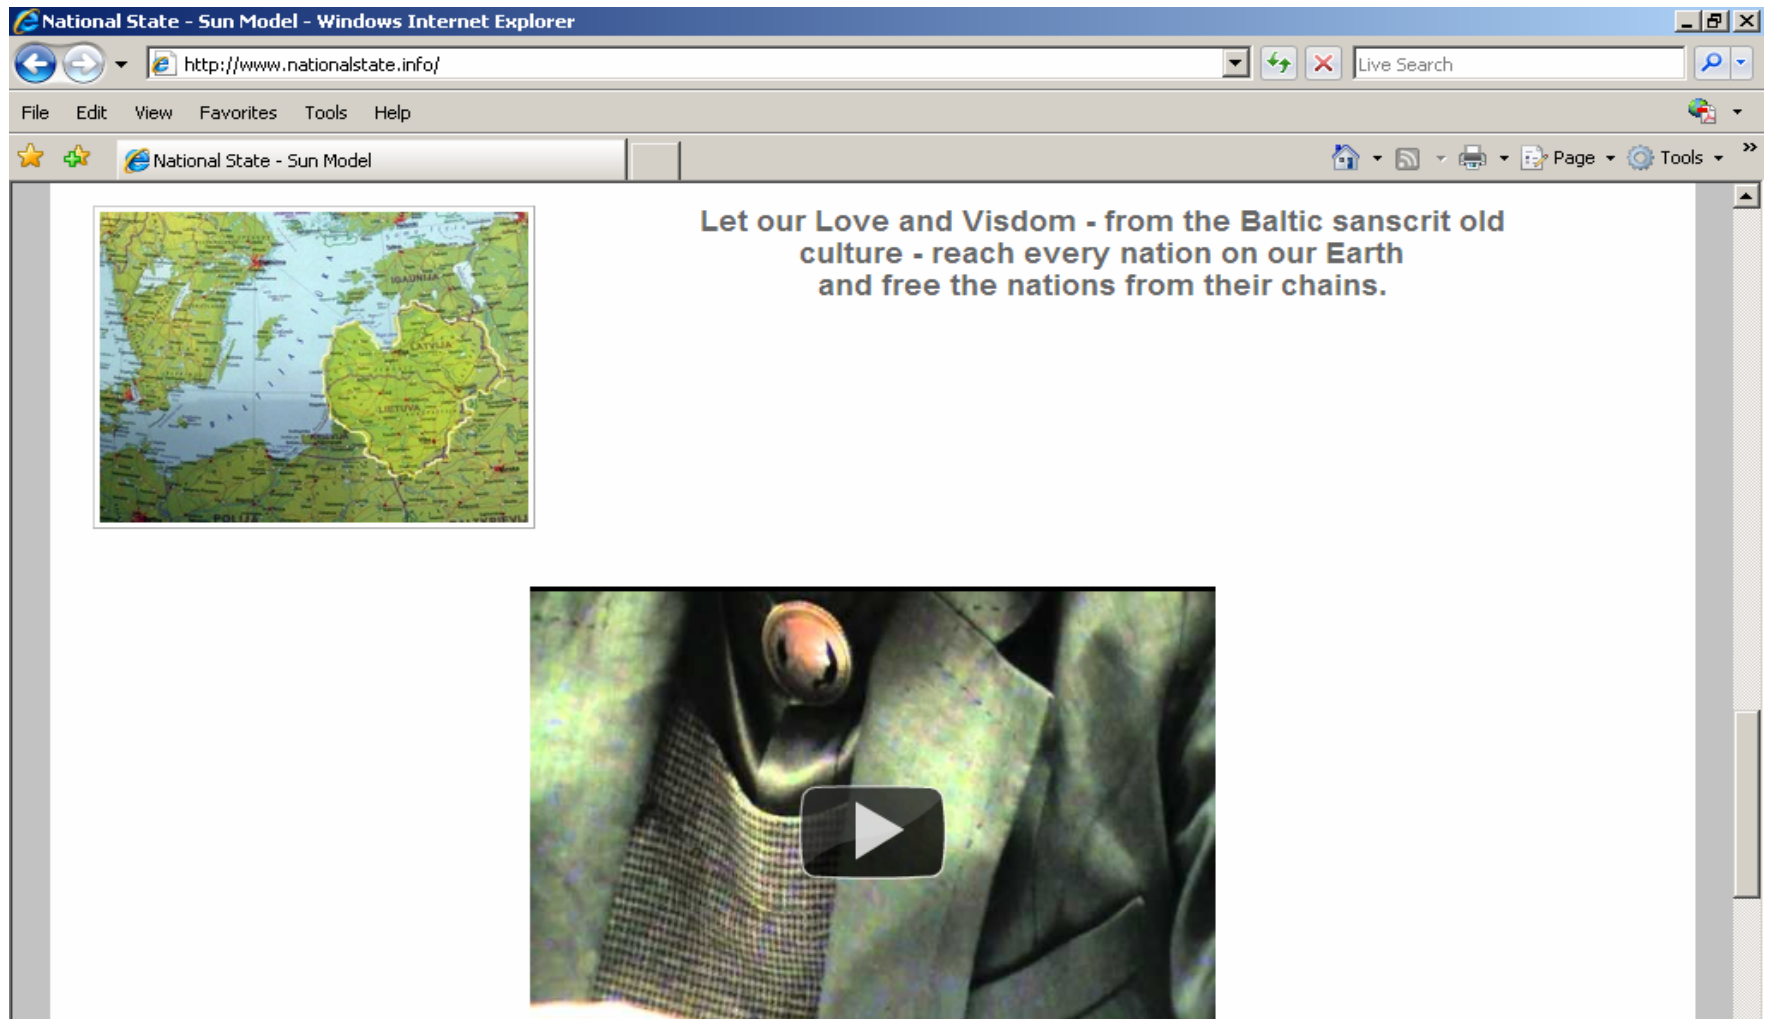 National State - Sun Model - Windows Internet Explorer
http://www.nationalstate.info/
Live Search
File Edit View Favorites Tools Help
National State - Sun Model
Page Tools
Let our Love and Visdom - from the Baltic sanscrit old
culture - reach every nation on our Earth
and free the nations from their chains.
IGAUNIJA
LATVIJA
LIETUVA
POLIJA